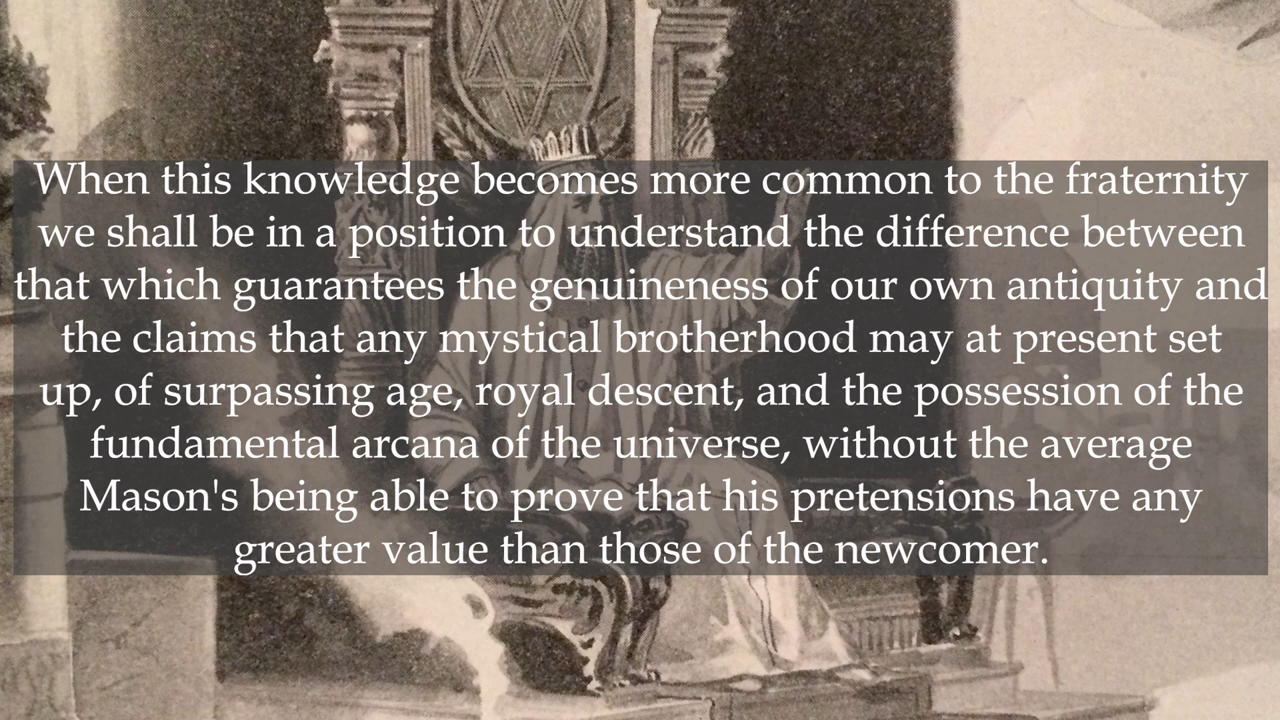 When this knowledge becomes more common to the fraternity
we shall be in a position to understand the difference between
that which guarantees the genuineness of our own antiquity and
the claims that any mystical brotherhood may at present set
up, of surpassing age, royal descent, and the possession of the
fundamental arcana of the universe, without the average
Mason's being able to prove that his pretensions have any
greater value than those of the newcomer.